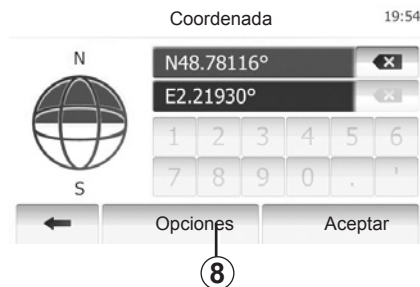 Coordenada 19:54
N
N48.78116°
E2.21930°
1 2 3 4 5 6
7 8 9 0 . '
S
Opciones Aceptar
8